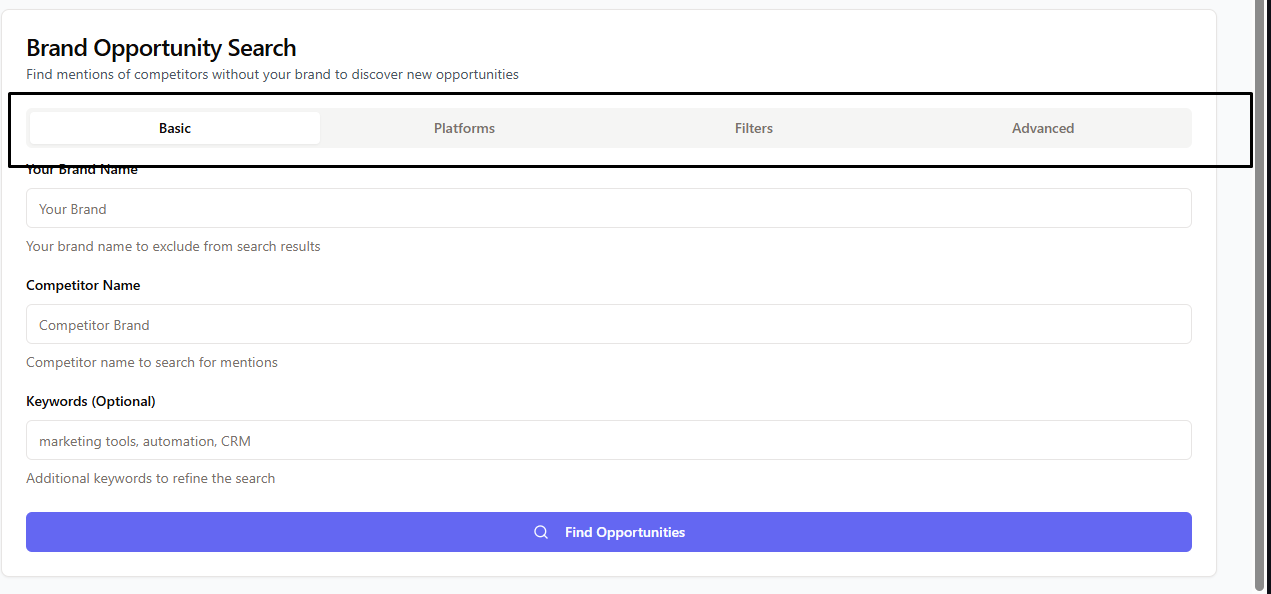 Brand Opportunity Search
Find mentions of competitors without your brand to discover new opportunities
Basic
Platforms
Filters
Advanced
Your Brand Name
Your Brand
Your brand name to exclude from search results
Competitor Name
Competitor Brand
Competitor name to search for mentions
Keywords (Optional)
marketing tools, automation, CRM
Additional keywords to refine the search
Find Opportunities